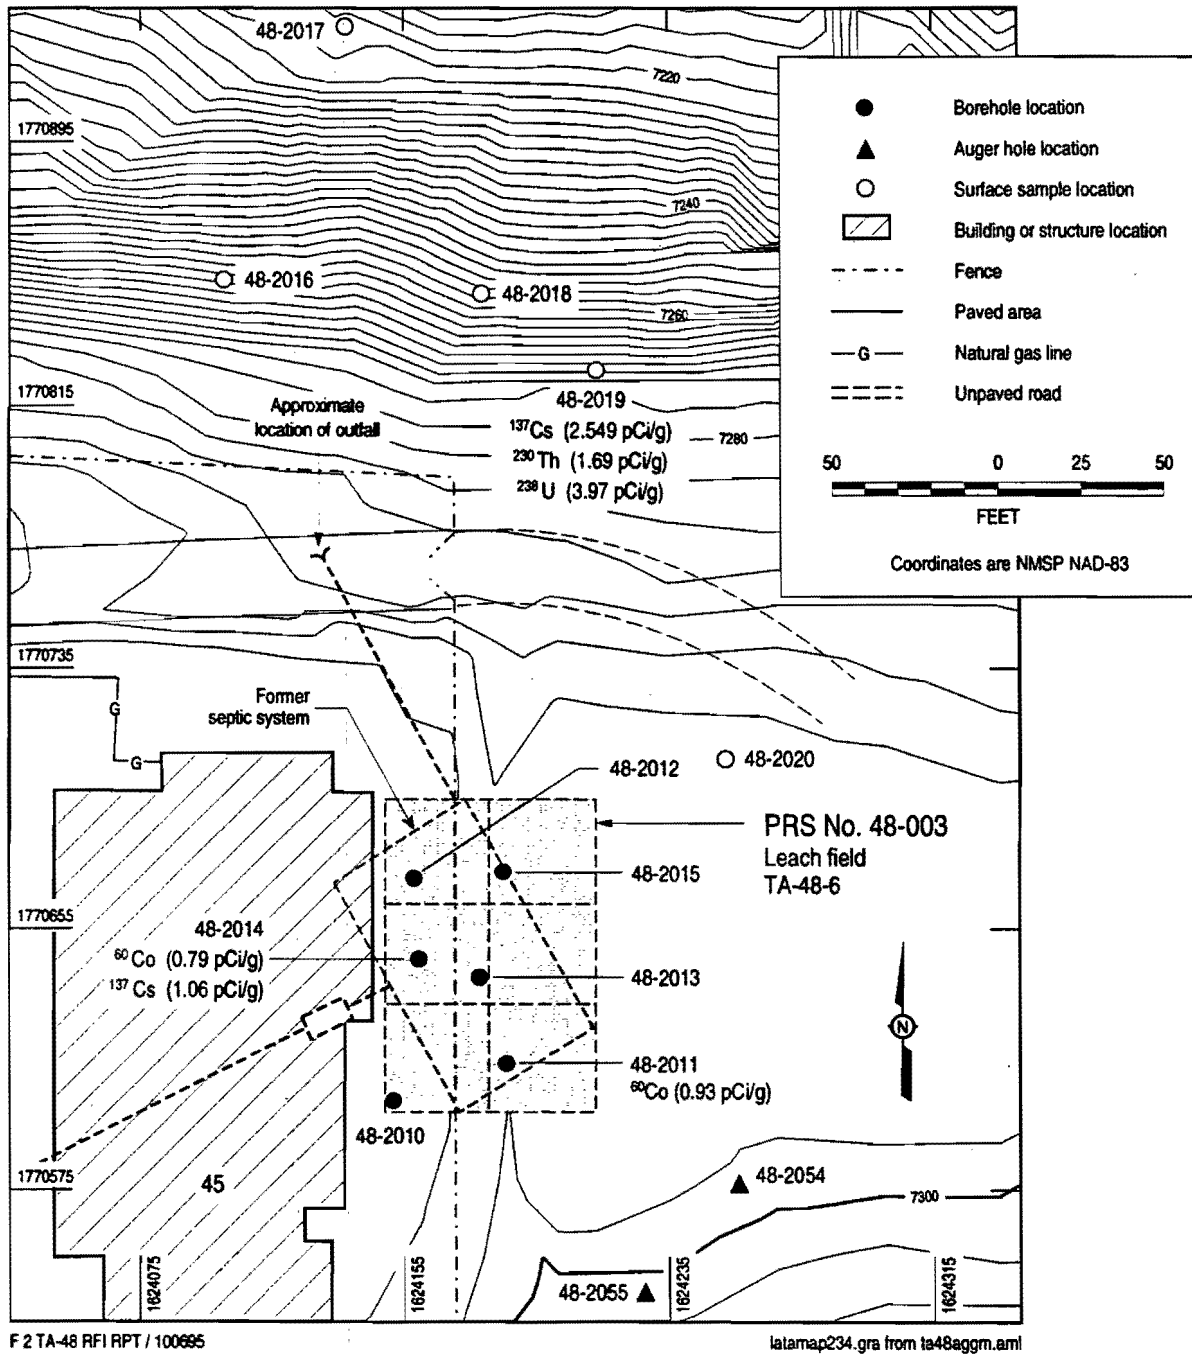 48-2017
7220
1770895
7240
48-2016
48-2018
7260
1770815
Approximate
location of outfall
48-2019
¹³⁷Cs (2.549 pCi/g)
²³⁰Th (1.69 pCi/g)
²³⁸U (3.97 pCi/g)
7280
Borehole location
Auger hole location
Surface sample location
Building or structure location
Fence
Paved area
G
Natural gas line
Unpaved road
50 0 25 50
FEET
Coordinates are NMSP NAD-83
1770735
G
G
Former
septic system
48-2012
48-2020
PRS No. 48-003
Leach field
TA-48-6
48-2015
1770655
48-2014
⁶⁰Co (0.79 pCi/g)
¹³⁷Cs (1.06 pCi/g)
48-2013
N
48-2011
⁶⁰Co (0.93 pCi/g)
48-2010
1770575
45
48-2054
7300
48-2055
1624075
1624155
1624235
1624315
F 2 TA-48 RFI RPT / 100695
latamap234.gra from ta48aggm.aml